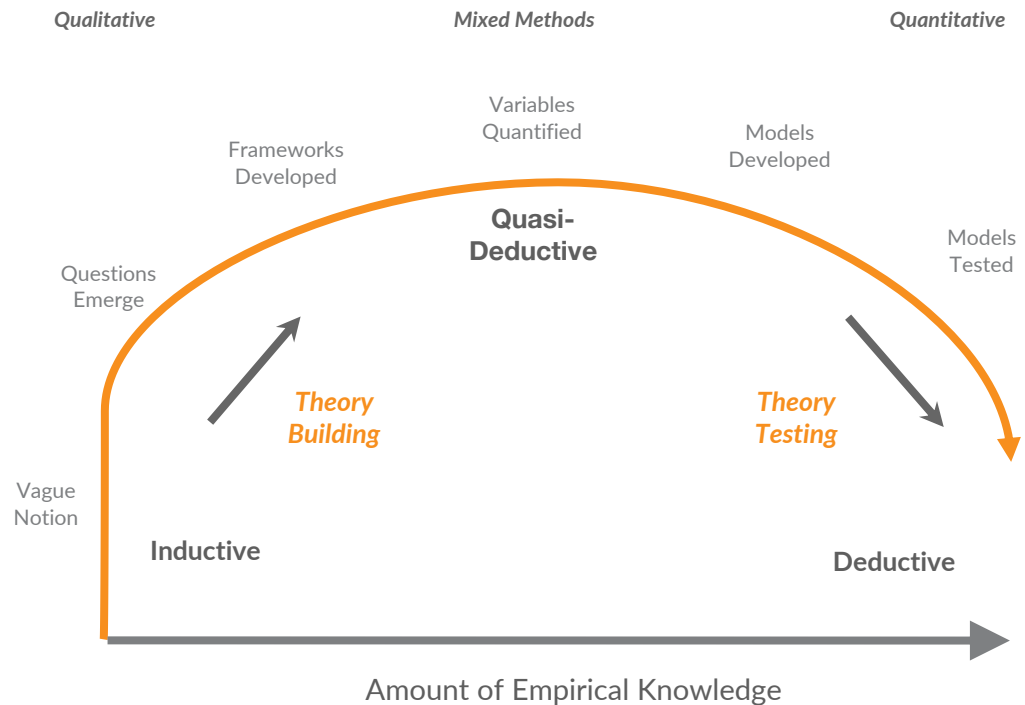 Qualitative
Mixed Methods
Quantitative
Variables
Quantified
Frameworks
Developed
Models
Developed
Quasi-
Deductive
Models
Tested
Questions
Emerge
Theory
Building
Theory
Testing
Vague
Notion
Inductive
Deductive
Amount of Empirical Knowledge